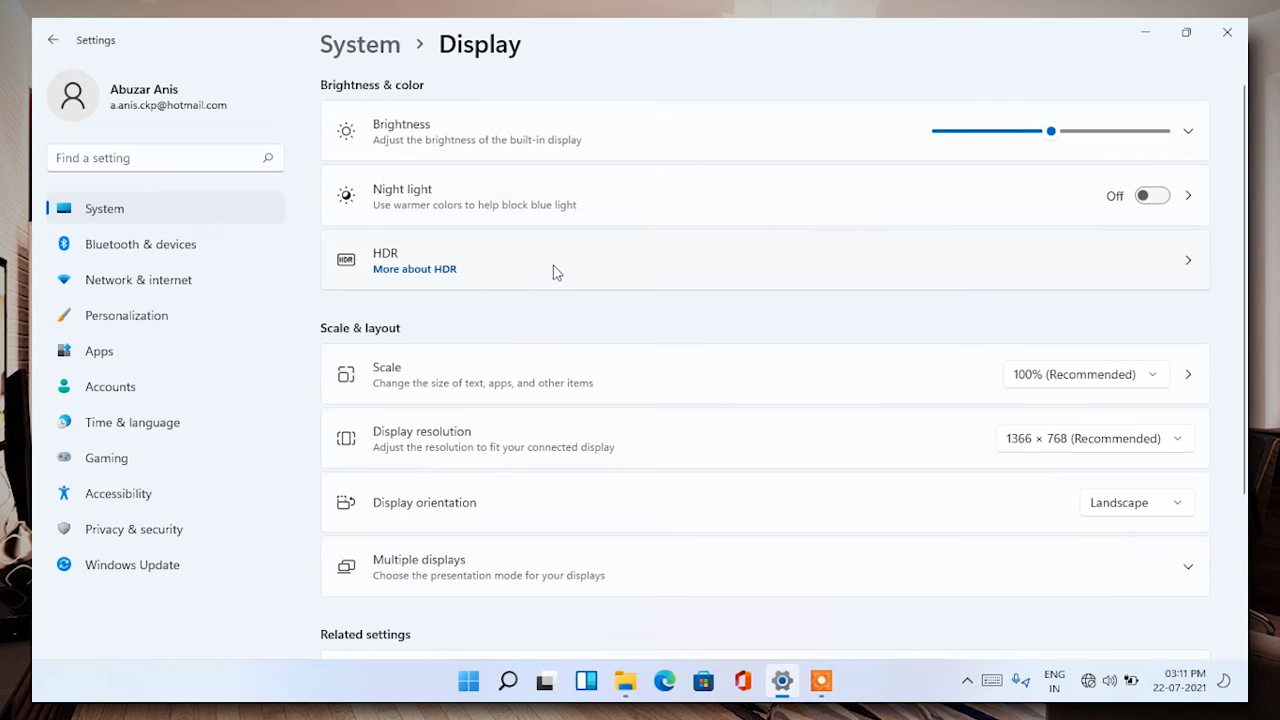 Settings
System > Display
Abuzar Anis
a.anis.ckp@hotmail.com
Find a setting
System
Bluetooth & devices
Network & internet
Personalization
Apps
Accounts
Time & language
Gaming
Accessibility
Privacy & security
Windows Update
Brightness & color
Brightness
Adjust the brightness of the built-in display
Night light
Use warmer colors to help block blue light
Off
HDR
HDR
More about HDR
Scale & layout
Scale
Change the size of text, apps, and other items
100% (Recommended)
Display resolution
Adjust the resolution to fit your connected display
1366 × 768 (Recommended)
Display orientation
Landscape
Multiple displays
Choose the presentation mode for your displays
Related settings
ENG
IN
03:11 PM
22-07-2021